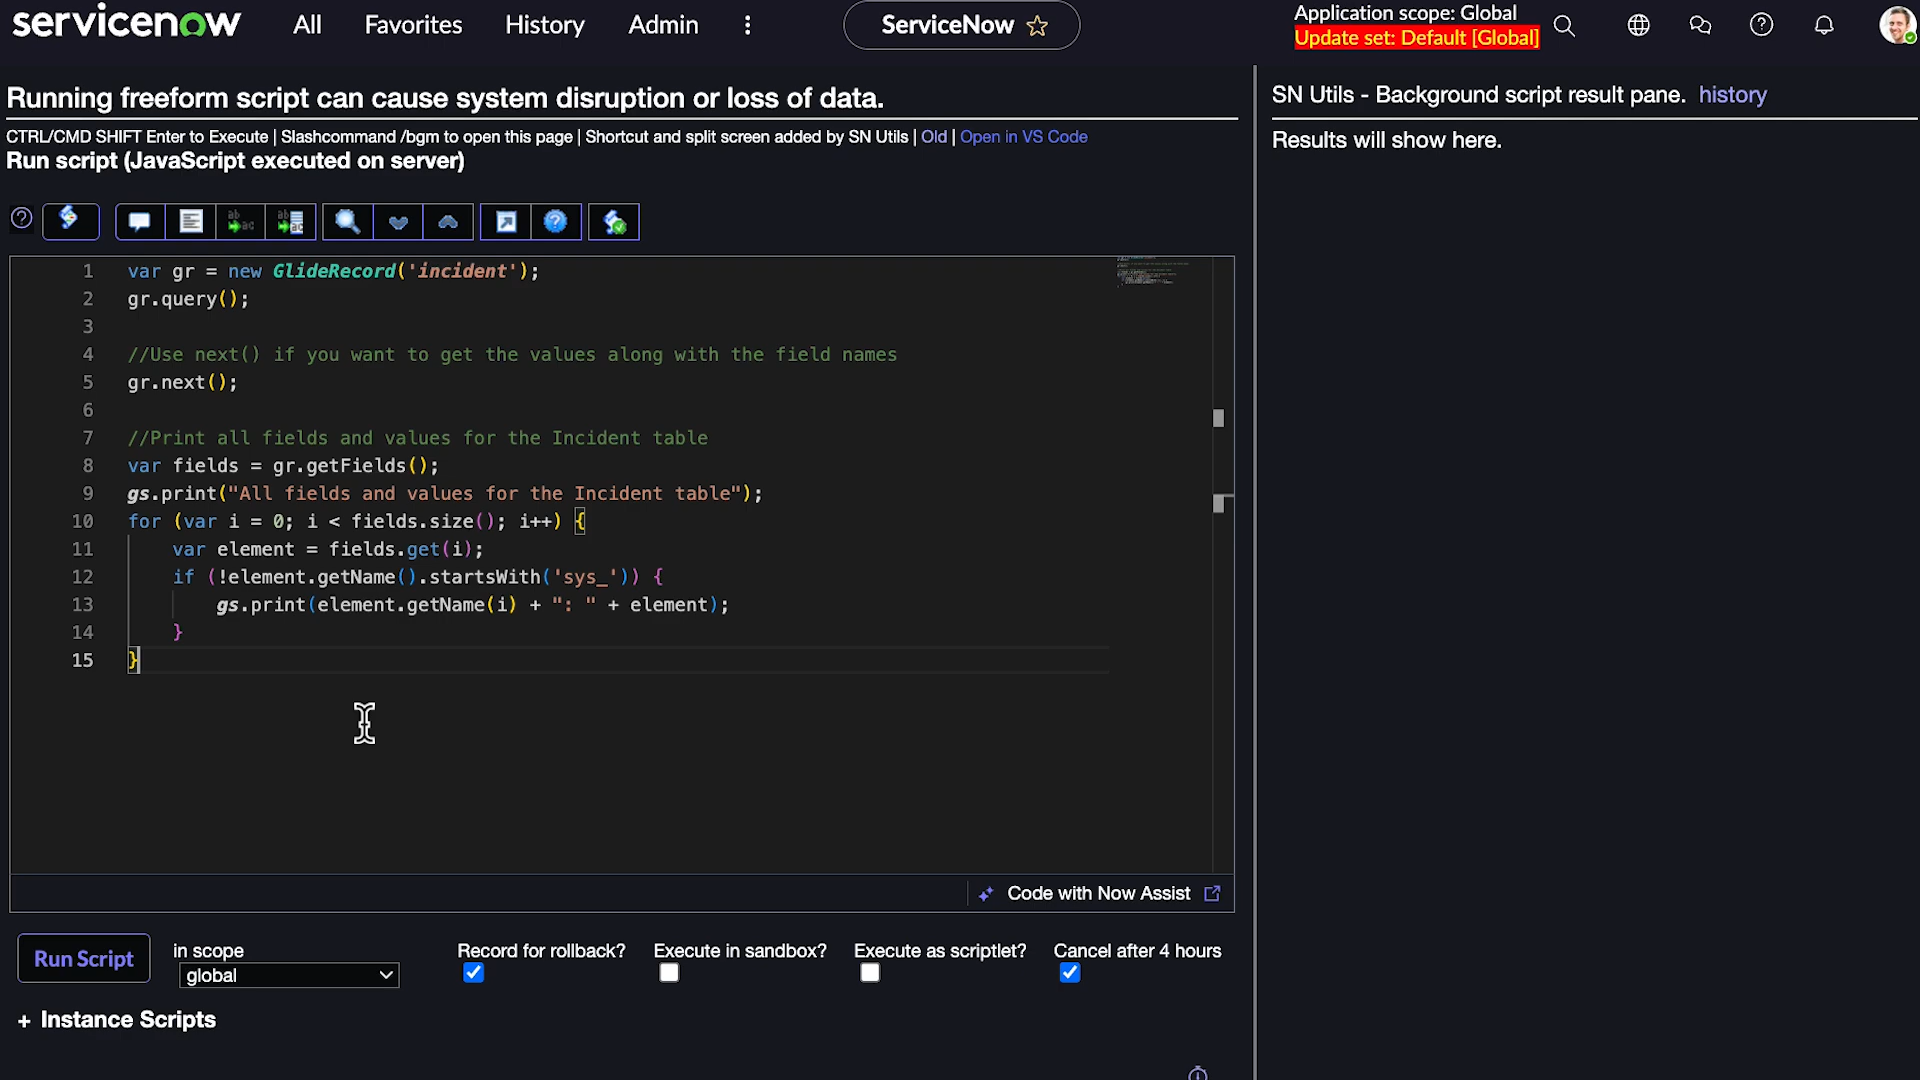 servicenow All Favorites History Admin ServiceNow Application scope: Global
Update set: Default [Global]
Running freeform script can cause system disruption or loss of data.
CTRL/CMD SHIFT Enter to Execute | Slashcommand /bgm to open this page | Shortcut and split screen added by SN Utils | Old | Open in VS Code
Run script (JavaScript executed on server)
1 var gr = new GlideRecord('incident');
2 gr.query();
3
4 //Use next() if you want to get the values along with the field names
5 gr.next();
6
7 //Print all fields and values for the Incident table
8 var fields = gr.getFields();
9 gs.print("All fields and values for the Incident table");
10 for (var i = 0; i < fields.size(); i++) {
11 var element = fields.get(i);
12 if (!element.getName().startsWith('sys_')) {
13 gs.print(element.getName(i) + ": " + element);
14 }
15 }
Code with Now Assist
Run Script
in scope
global
Record for rollback?
Execute in sandbox?
Execute as scriptlet?
Cancel after 4 hours
+ Instance Scripts
SN Utils - Background script result pane. history
Results will show here.